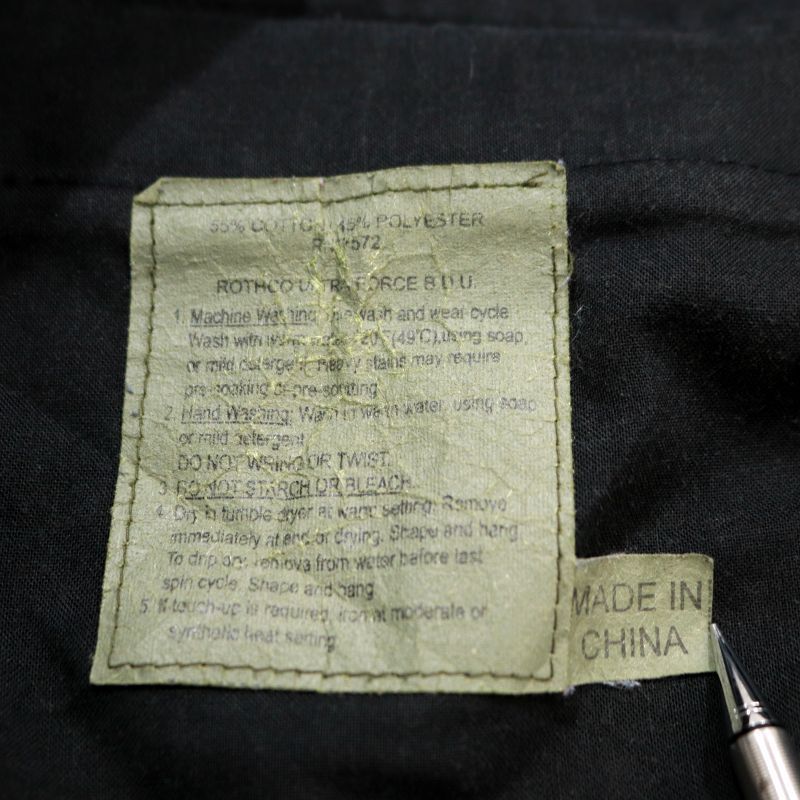 55% COTTON 45% POLYESTER
ROTHCO ULTRA FORCE B.D.U.
1. Machine Washing: wash and wear cycle
Wash with (49°C), using soap,
or mild detergent. Heavy stains may require
pre-soaking or pre-spotting
2. Hand Washing: Wash in warm water, using soap
or mild detergent
DO NOT WRING OR TWIST.
3. DO NOT STARCH OR BLEACH.
4. Dry in tumble dryer at warm setting. Remove
immediately at end of drying. Shape and hang.
To drip dry, remove from water before last
spin cycle. Shape and hang
5. If touch-up is required, iron at moderate or
synthetic heat setting
MADE IN
CHINA